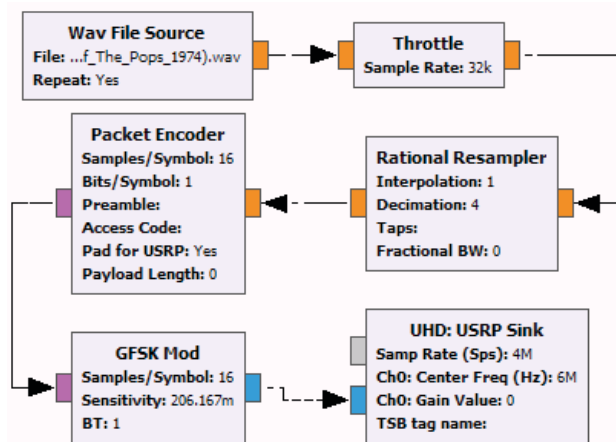 Wav File Source
File: ...f_The_Pops_1974).wav
Repeat: Yes
Throttle
Sample Rate: 32k
Packet Encoder
Samples/Symbol: 16
Bits/Symbol: 1
Preamble:
Access Code:
Pad for USRP: Yes
Payload Length: 0
Rational Resampler
Interpolation: 1
Decimation: 4
Taps:
Fractional BW: 0
GFSK Mod
Samples/Symbol: 16
Sensitivity: 206.167m
BT: 1
UHD: USRP Sink
Samp Rate (Sps): 4M
Ch0: Center Freq (Hz): 6M
Ch0: Gain Value: 0
TSB tag name: